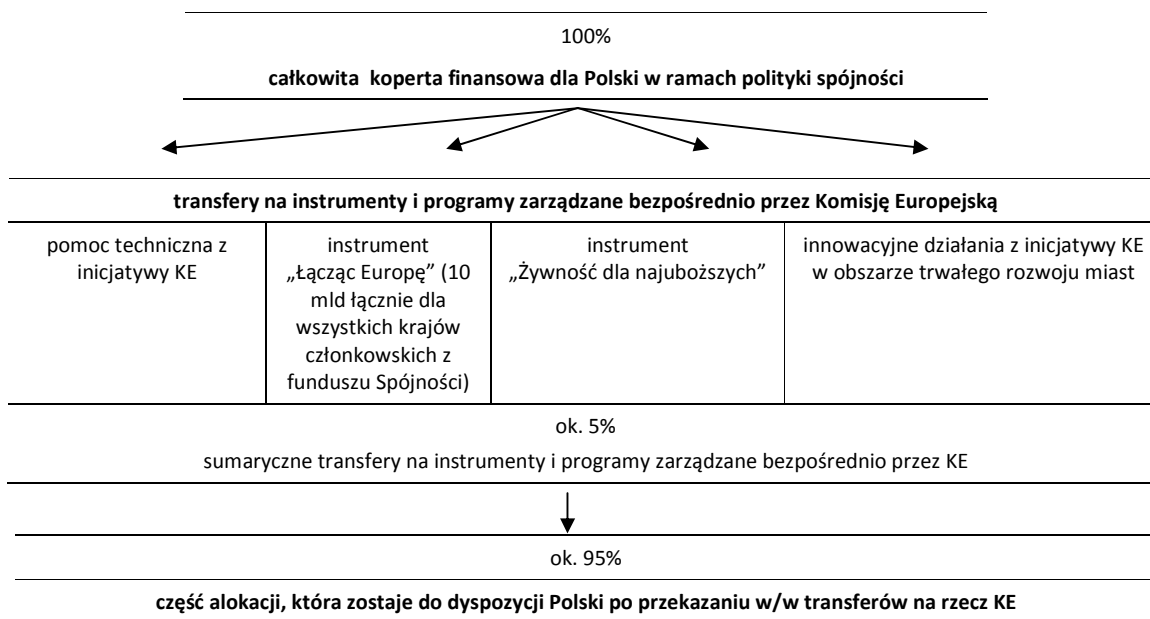 100%
całkowita koperta finansowa dla Polski w ramach polityki spójności
transfery na instrumenty i programy zarządzane bezpośrednio przez Komisję Europejską
pomoc techniczna z
inicjatywy KE
instrument
„Łącząc Europę” (10
mld łącznie dla
wszystkich krajów
członkowskich z
funduszu Spójności)
instrument
„Żywność dla najuboższych”
innowacyjne działania z inicjatywy KE
w obszarze trwałego rozwoju miast
ok. 5%
sumaryczne transfery na instrumenty i programy zarządzane bezpośrednio przez KE
ok. 95%
część alokacji, która zostaje do dyspozycji Polski po przekazaniu w/w transferów na rzecz KE